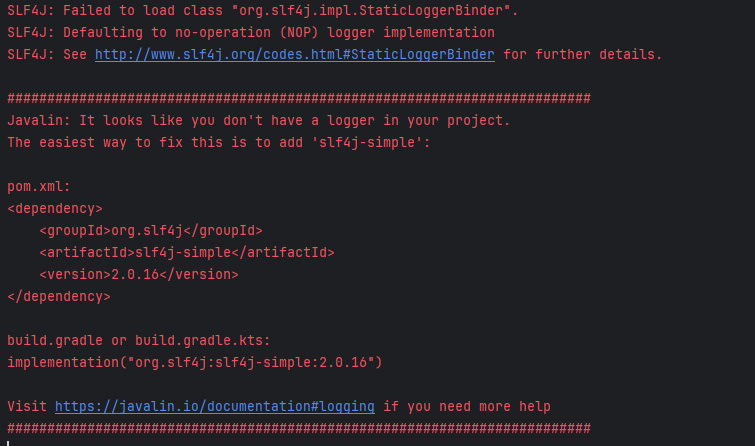 SLF4J: Failed to load class "org.slf4j.impl.StaticLoggerBinder".
SLF4J: Defaulting to no-operation (NOP) logger implementation
SLF4J: See http://www.slf4j.org/codes.html#StaticLoggerBinder for further details.
#########################################################################
Javalin: It looks like you don't have a logger in your project.
The easiest way to fix this is to add 'slf4j-simple':
pom.xml:
<dependency>
    <groupId>org.slf4j</groupId>
    <artifactId>slf4j-simple</artifactId>
    <version>2.0.16</version>
</dependency>
build.gradle or build.gradle.kts:
implementation("org.slf4j:slf4j-simple:2.0.16")
Visit https://javalin.io/documentation#logging if you need more help
#########################################################################